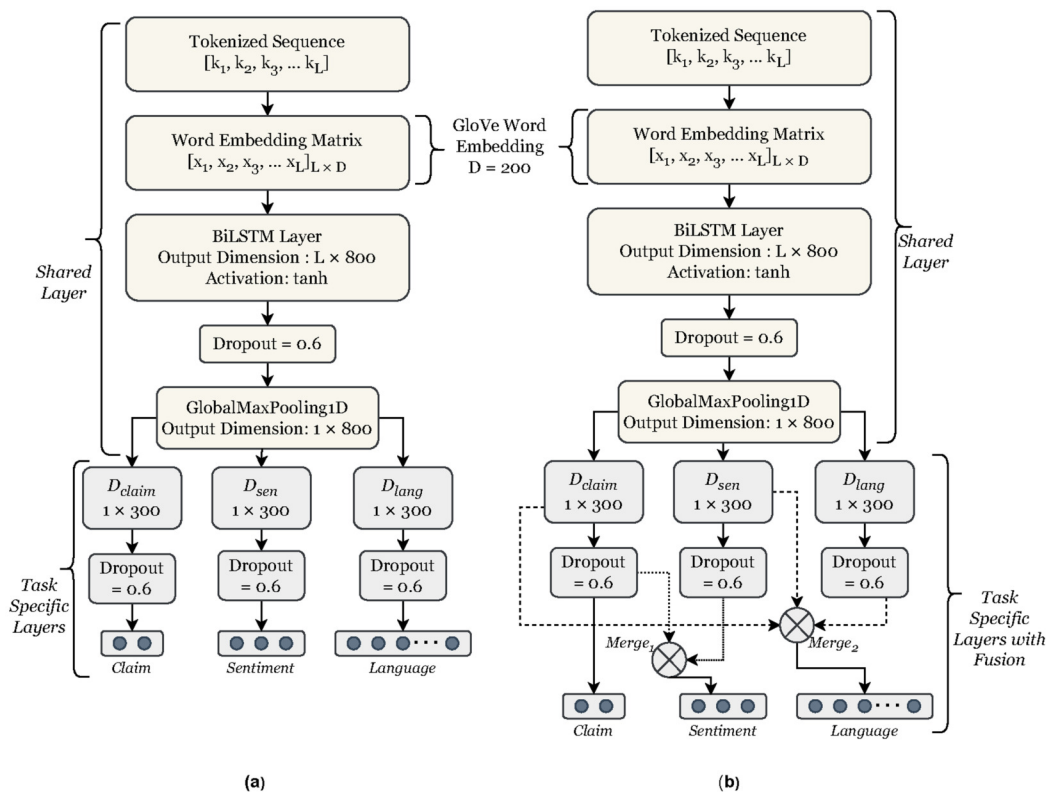 Tokenized Sequence
[k1, k2, k3, ... kL]
Word Embedding Matrix
[x1, x2, x3, ... xL]L × D
BiLSTM Layer
Output Dimension : L × 800
Activation: tanh
Dropout = 0.6
GlobalMaxPooling1D
Output Dimension: 1 × 800
Shared
Layer
Dclaim
1 × 300
Dsen
1 × 300
Dlang
1 × 300
Dropout
= 0.6
Dropout
= 0.6
Dropout
= 0.6
Task
Specific
Layers
Claim
Sentiment
Language
(a)
GloVe Word
Embedding
D = 200
Tokenized Sequence
[k1, k2, k3, ... kL]
Word Embedding Matrix
[x1, x2, x3, ... xL]L × D
BiLSTM Layer
Output Dimension : L × 800
Activation: tanh
Dropout = 0.6
GlobalMaxPooling1D
Output Dimension: 1 × 800
Shared
Layer
Dclaim
1 × 300
Dsen
1 × 300
Dlang
1 × 300
Dropout
= 0.6
Dropout
= 0.6
Dropout
= 0.6
Merge1
Merge2
Task
Specific
Layers with
Fusion
Claim
Sentiment
Language
(b)